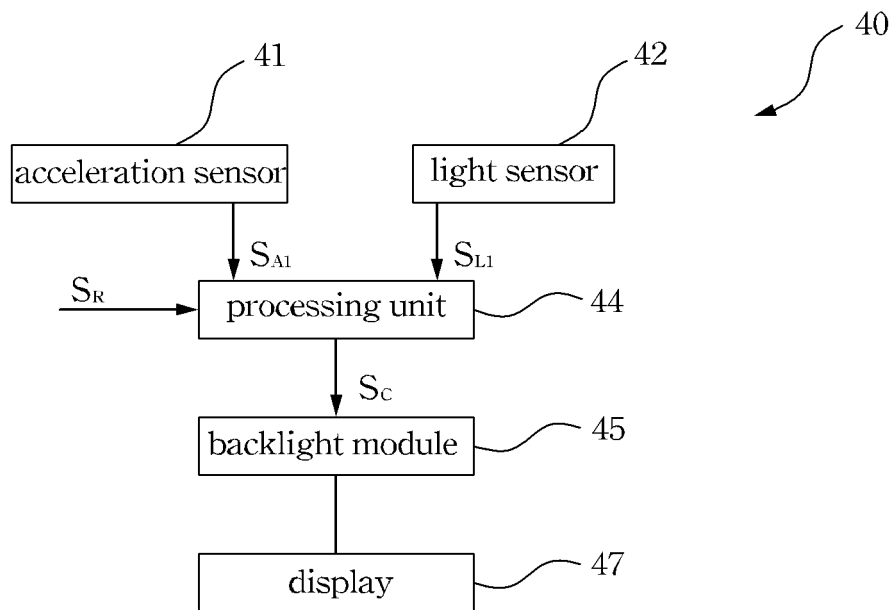 40
41
42
acceleration sensor
light sensor
SA1
SL1
SR
processing unit
44
SC
backlight module
45
display
47